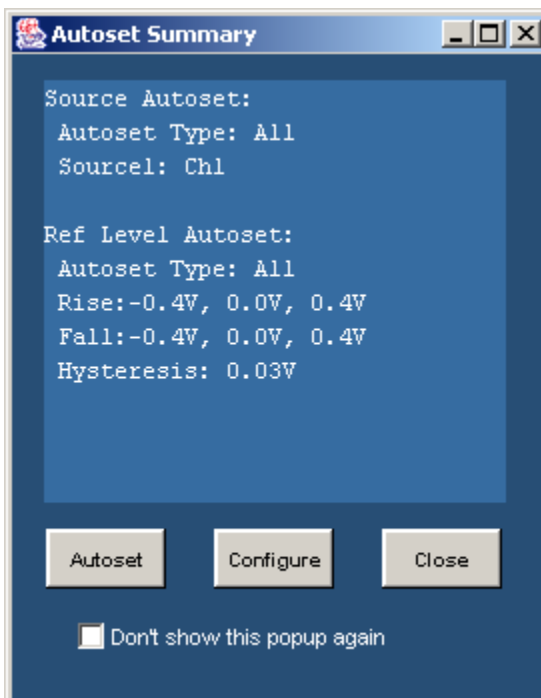 Autoset Summary
Source Autoset:
Autoset Type: All
Source1: Ch1
Ref Level Autoset:
Autoset Type: All
Rise:-0.4V, 0.0V, 0.4V
Fall:-0.4V, 0.0V, 0.4V
Hysteresis: 0.03V
Autoset Configure Close
Don't show this popup again